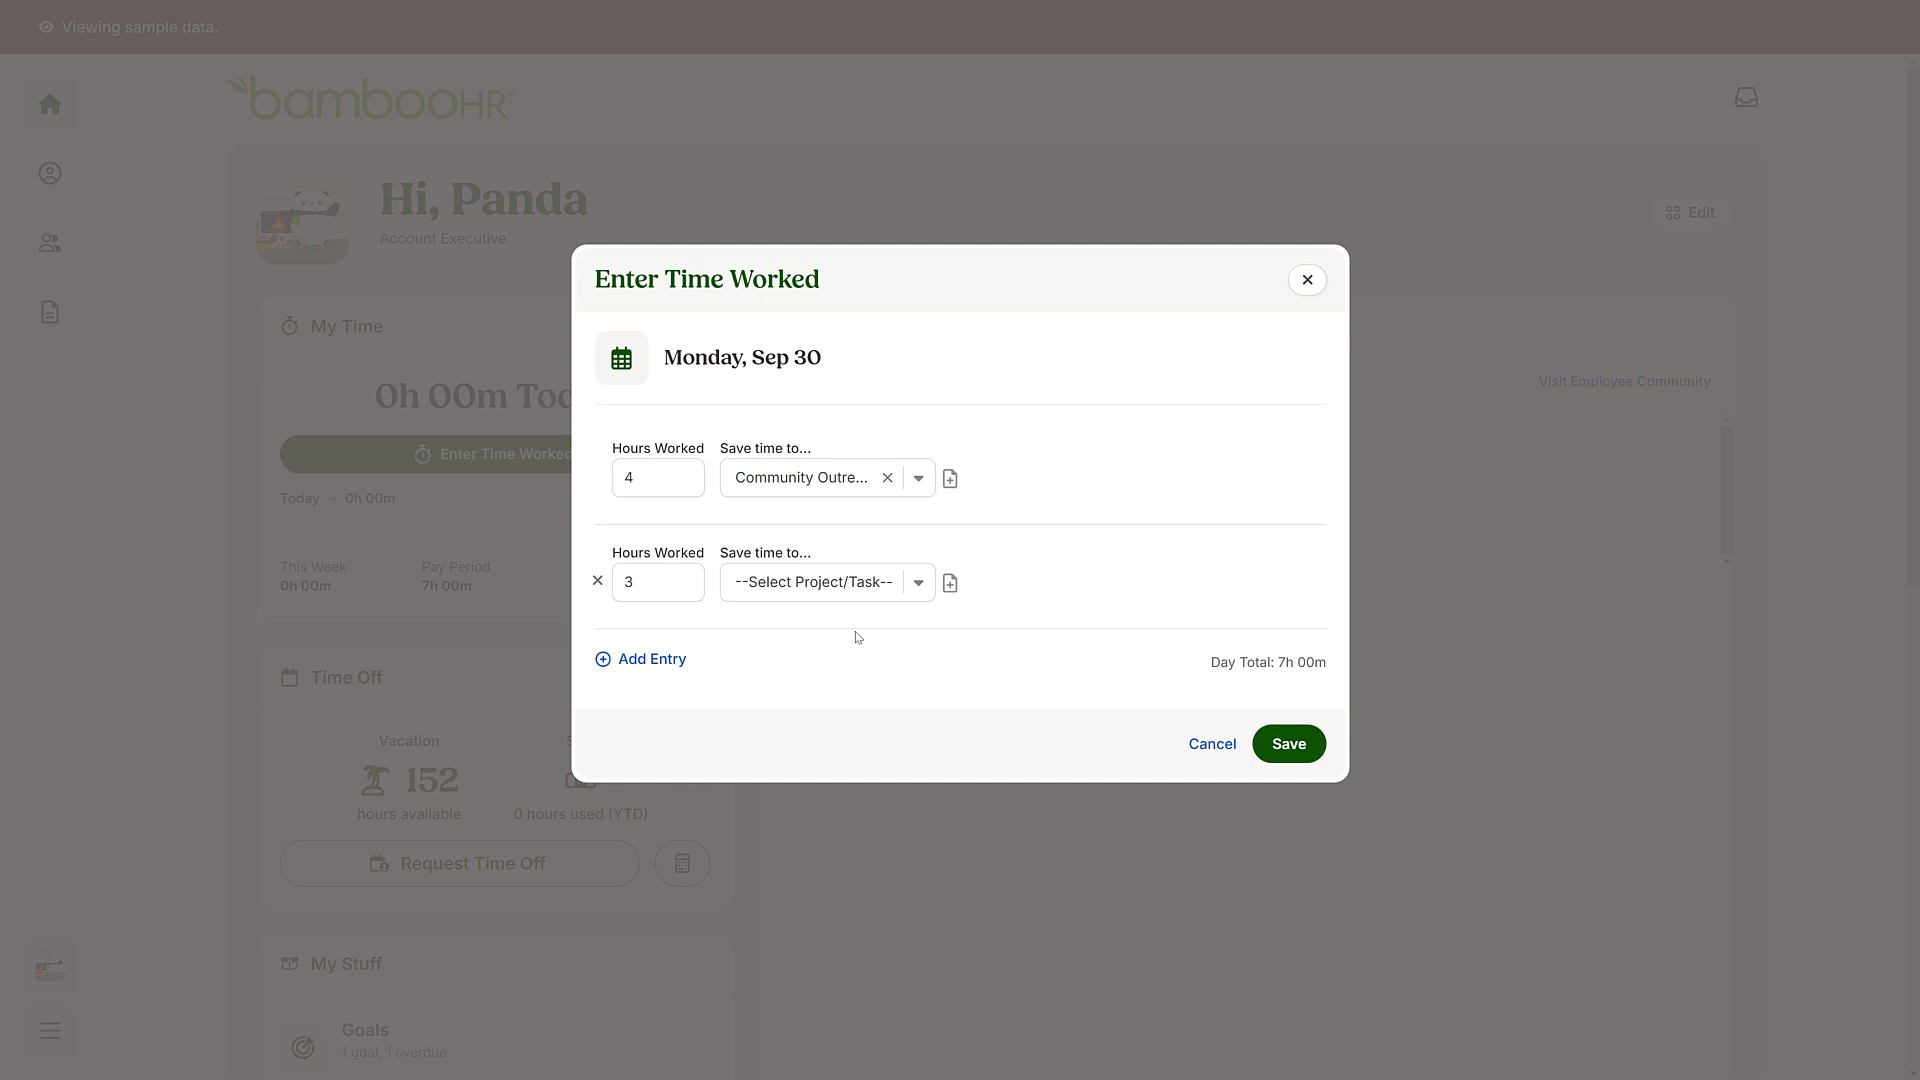 Viewing sample data.
bambooHR
Hi, Panda
Account Executive
Edit
My Time
0h 00m
Enter Time Worked
Today → 0h 00m
This Week
0h 00m
Pay Period
7h 00m
Visit Employee Community
Enter Time Worked
Monday, Sep 30
Hours Worked
Save time to...
4
Community Outre...
Hours Worked
Save time to...
3
--Select Project/Task--
Add Entry
Day Total: 7h 00m
Cancel
Save
Time Off
Vacation
152
hours available
0 hours used (YTD)
Request Time Off
My Stuff
Goals
1 goal, 1 overdue